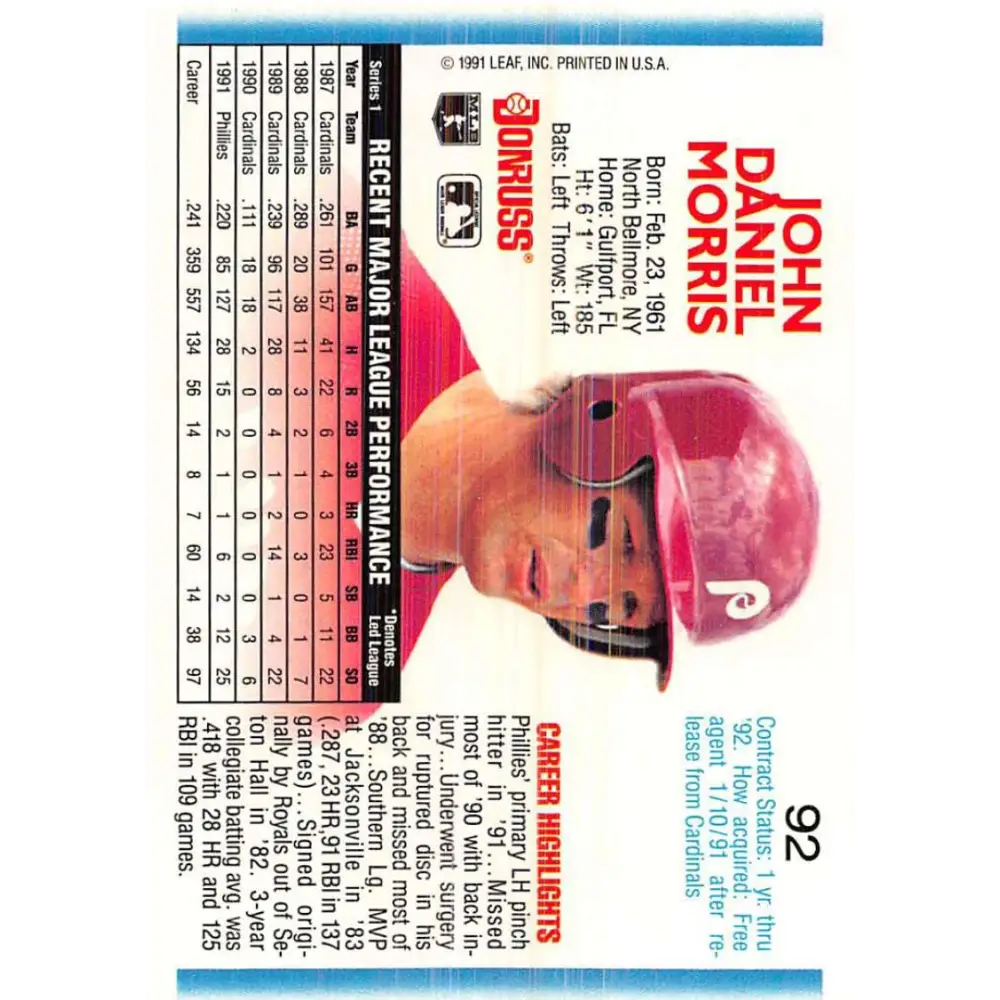 JOHN
DANIEL
MORRIS
92
Born: Feb. 23, 1961
North Bellmore, NY
Home: Gulfport, FL
Ht: 6'1" Wt: 185
Bats: Left Throws: Left
DONRUSS®
MLB
© 1991 LEAF, INC. PRINTED IN U.S.A.
Contract Status: 1 yr. thru
'92. How acquired: Free
agent 1/10/91 after re-
lease from Cardinals
CAREER HIGHLIGHTS
Phillies' primary LH pinch
hitter in '91...Missed
most of '90 with back in-
jury...Underwent surgery
for ruptured disc in his
back and missed most of
'88...Southern Lg. MVP
at Jacksonville in '83
(.287, 23 HR, 91 RBI in 137
games)...Signed origi-
nally by Royals out of Se-
ton Hall in '82. 3-year
collegiate batting avg. was
.418 with 28 HR and 125
RBI in 109 games.
Series 1 RECENT MAJOR LEAGUE PERFORMANCE *Denotes
Led League
Year Team BA G AB H R 2B 3B HR RBI SB BB SO
1987 Cardinals .261 101 157 41 22 6 4 3 23 5 11 22
1988 Cardinals .289 20 38 11 3 2 1 0 3 0 1 7
1989 Cardinals .239 96 117 28 8 4 1 2 14 1 4 22
1990 Cardinals .111 18 18 2 0 0 0 0 0 0 3 6
1991 Phillies .220 85 127 28 15 2 1 1 6 2 12 25
Career .241 359 557 134 56 14 8 7 60 14 38 97
P